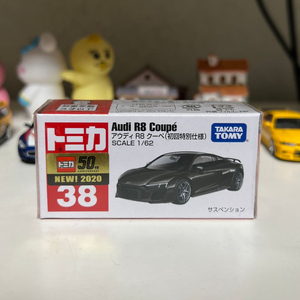 トミカ
トミカ
50th
NEW! 2020
38
Audi R8 Coupé
アウディ R8 クーペ(初回特別仕様)
SCALE 1/62
TAKARA
TOMY
サスペンション